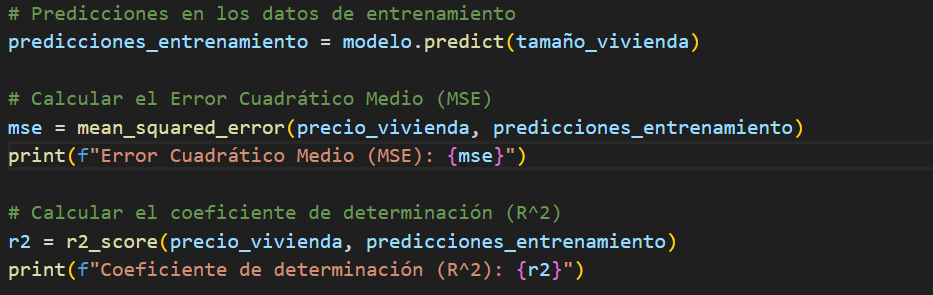 # Predicciones en los datos de entrenamiento
predicciones_entrenamiento = modelo.predict(tamaño_vivienda)
# Calcular el Error Cuadrático Medio (MSE)
mse = mean_squared_error(precio_vivienda, predicciones_entrenamiento)
print(f"Error Cuadrático Medio (MSE): {mse}")
# Calcular el coeficiente de determinación (R^2)
r2 = r2_score(precio_vivienda, predicciones_entrenamiento)
print(f"Coeficiente de determinación (R^2): {r2}")